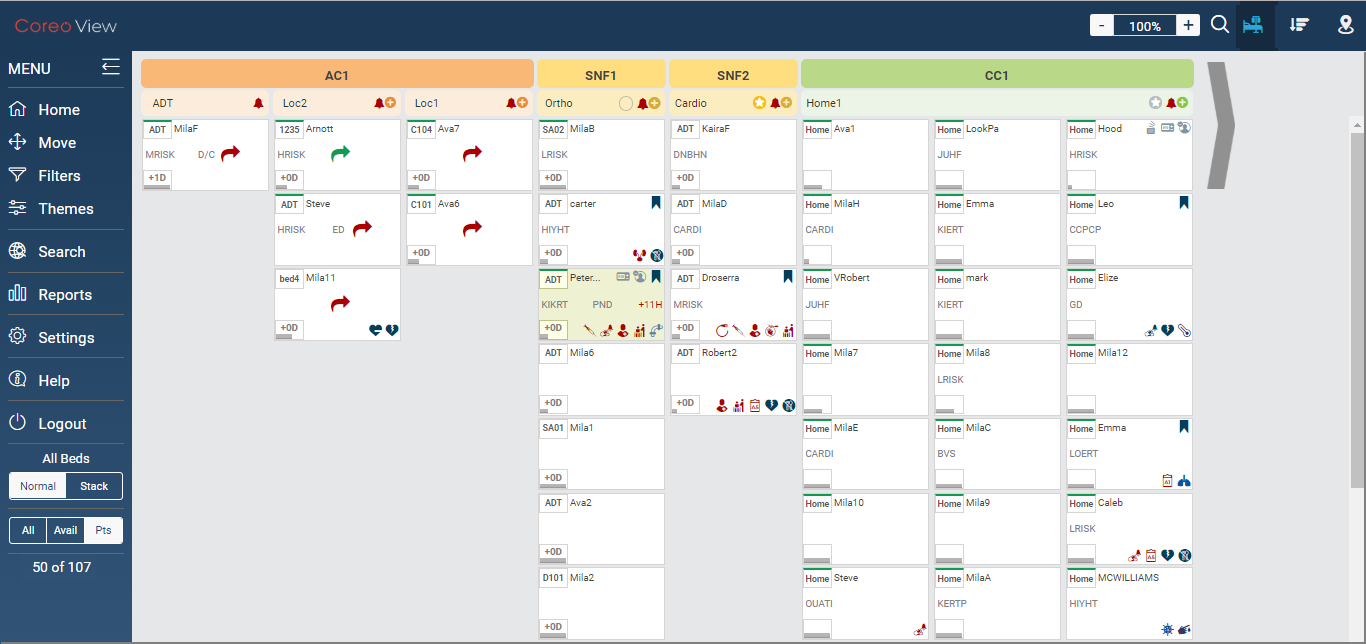 Coreo View
-
100%
+
MENU
Home
Move
Filters
Themes
Search
Reports
Settings
Help
Logout
All Beds
Normal Stack
All Avail Pts
50 of 107
AC1
ADT
ADT MilaF
MRISK D/C
+1D
Loc2
1235 Arnott
HRISK
+0D
ADT Steve
HRISK ED
bed4 Mila11
+0D
Loc1
C104 Ava7
+0D
C101 Ava6
+0D
SNF1
Ortho
SA02 MilaB
LRISK
+0D
ADT carter
HIYHT
+0D
ADT Peter...
KIKRT PND +11H
+0D
ADT Mila6
+0D
SA01 Mila1
+0D
ADT Ava2
+0D
D101 Mila2
+0D
SNF2
Cardio
ADT KairaF
DNBHN
+0D
ADT MilaD
CARDI
+0D
ADT Droserra
MRISK
+0D
ADT Robert2
+0D
CC1
Home1
Home Ava1
Home MilaH
CARDI
Home VRobert
JUHF
Home Mila7
Home MilaE
CARDI
Home Mila10
Home Steve
OUATI
Home LookPa
JUHF
Home Emma
KIERT
Home mark
KIERT
Home Mila8
LRISK
Home MilaC
BVS
Home Mila9
Home MilaA
KERTP
Home Hood
HRISK
Home Leo
CCPCP
Home Elize
GD
Home Mila12
Home Emma
LOERT
Home Caleb
LRISK
Home MCWILLIAMS
HIYHT